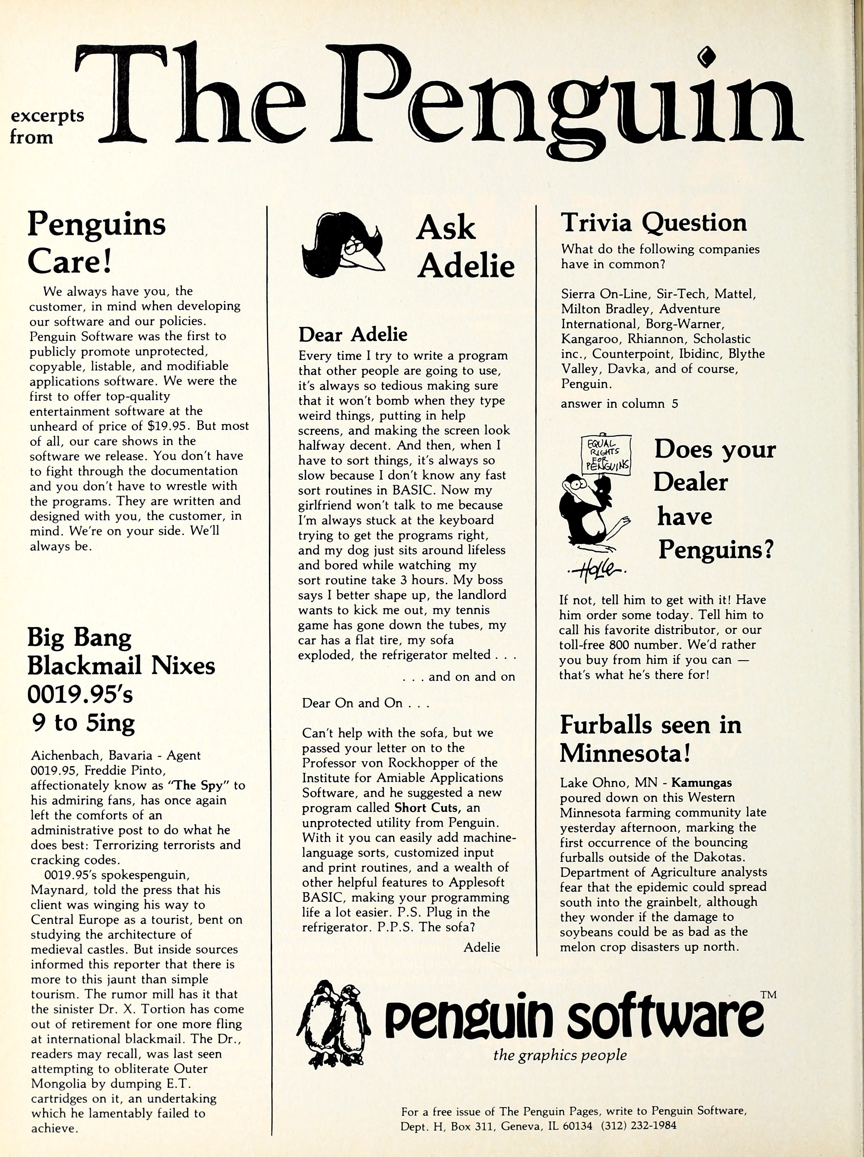 excerpts
from
The Penguin
Penguins
Care!
We always have you, the
customer, in mind when developing
our software and our policies.
Penguin Software was the first to
publicly promote unprotected,
copyable, listable, and modifiable
applications software. We were the
first to offer top-quality
entertainment software at the
unheard of price of $19.95. But most
of all, our care shows in the
software we release. You don't have
to fight through the documentation
and you don't have to wrestle with
the programs. They are written and
designed with you, the customer, in
mind. We're on your side. We'll
always be.
Big Bang
Blackmail Nixes
0019.95's
9 to 5ing
Aichenbach, Bavaria - Agent
0019.95, Freddie Pinto,
affectionately know as "The Spy" to
his admiring fans, has once again
left the comforts of an
administrative post to do what he
does best: Terrorizing terrorists and
cracking codes.
0019.95's spokespenguin,
Maynard, told the press that his
client was winging his way to
Central Europe as a tourist, bent on
studying the architecture of
medieval castles. But inside sources
informed this reporter that there is
more to this jaunt than simple
tourism. The rumor mill has it that
the sinister Dr. X. Tortion has come
out of retirement for one more fling
at international blackmail. The Dr.,
readers may recall, was last seen
attempting to obliterate Outer
Mongolia by dumping E.T.
cartridges on it, an undertaking
which he lamentably failed to
achieve.
Ask
Adelie
Dear Adelie
Every time I try to write a program
that other people are going to use,
it's always so tedious making sure
that it won't bomb when they type
weird things, putting in help
screens, and making the screen look
halfway decent. And then, when I
have to sort things, it's always so
slow because I don't know any fast
sort routines in BASIC. Now my
girlfriend won't talk to me because
I'm always stuck at the keyboard
trying to get the programs right,
and my dog just sits around lifeless
and bored while watching my
sort routine take 3 hours. My boss
says I better shape up, the landlord
wants to kick me out, my tennis
game has gone down the tubes, my
car has a flat tire, my sofa
exploded, the refrigerator melted . . .
. . . and on and on
Dear On and On . . .
Can't help with the sofa, but we
passed your letter on to the
Professor von Rockhopper of the
Institute for Amiable Applications
Software, and he suggested a new
program called Short Cuts, an
unprotected utility from Penguin.
With it you can easily add machine-
language sorts, customized input
and print routines, and a wealth of
other helpful features to Applesoft
BASIC, making your programming
life a lot easier. P.S. Plug in the
refrigerator. P.P.S. The sofa?
Adelie
Trivia Question
What do the following companies
have in common?
Sierra On-Line, Sir-Tech, Mattel,
Milton Bradley, Adventure
International, Borg-Warner,
Kangaroo, Rhiannon, Scholastic
inc., Counterpoint, Ibidinc, Blythe
Valley, Davka, and of course,
Penguin.
answer in column 5
EQUAL
RIGHTS
FOR
PENGUINS
Holle
Does your
Dealer
have
Penguins?
If not, tell him to get with it! Have
him order some today. Tell him to
call his favorite distributor, or our
toll-free 800 number. We'd rather
you buy from him if you can —
that's what he's there for!
Furballs seen in
Minnesota!
Lake Ohno, MN - Kamungas
poured down on this Western
Minnesota farming community late
yesterday afternoon, marking the
first occurrence of the bouncing
furballs outside of the Dakotas.
Department of Agriculture analysts
fear that the epidemic could spread
south into the grainbelt, although
they wonder if the damage to
soybeans could be as bad as the
melon crop disasters up north.
penguin software™
the graphics people
For a free issue of The Penguin Pages, write to Penguin Software,
Dept. H, Box 311, Geneva, IL 60134 (312) 232-1984